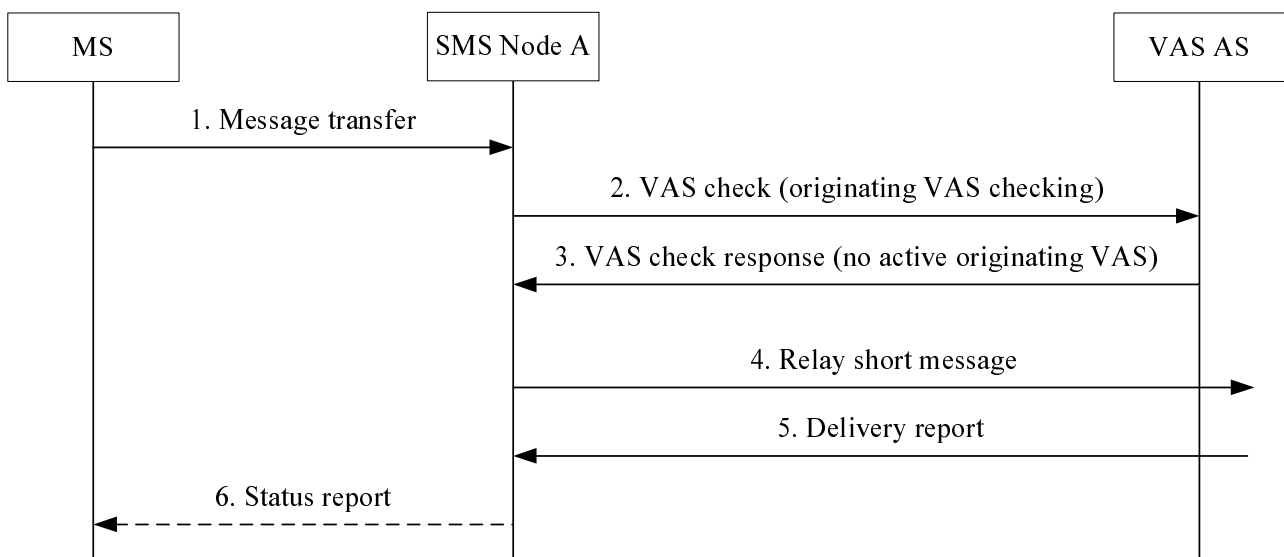 MS
SMS Node A
VAS AS
1. Message transfer
2. VAS check (originating VAS checking)
3. VAS check response (no active originating VAS)
4. Relay short message
5. Delivery report
6. Status report